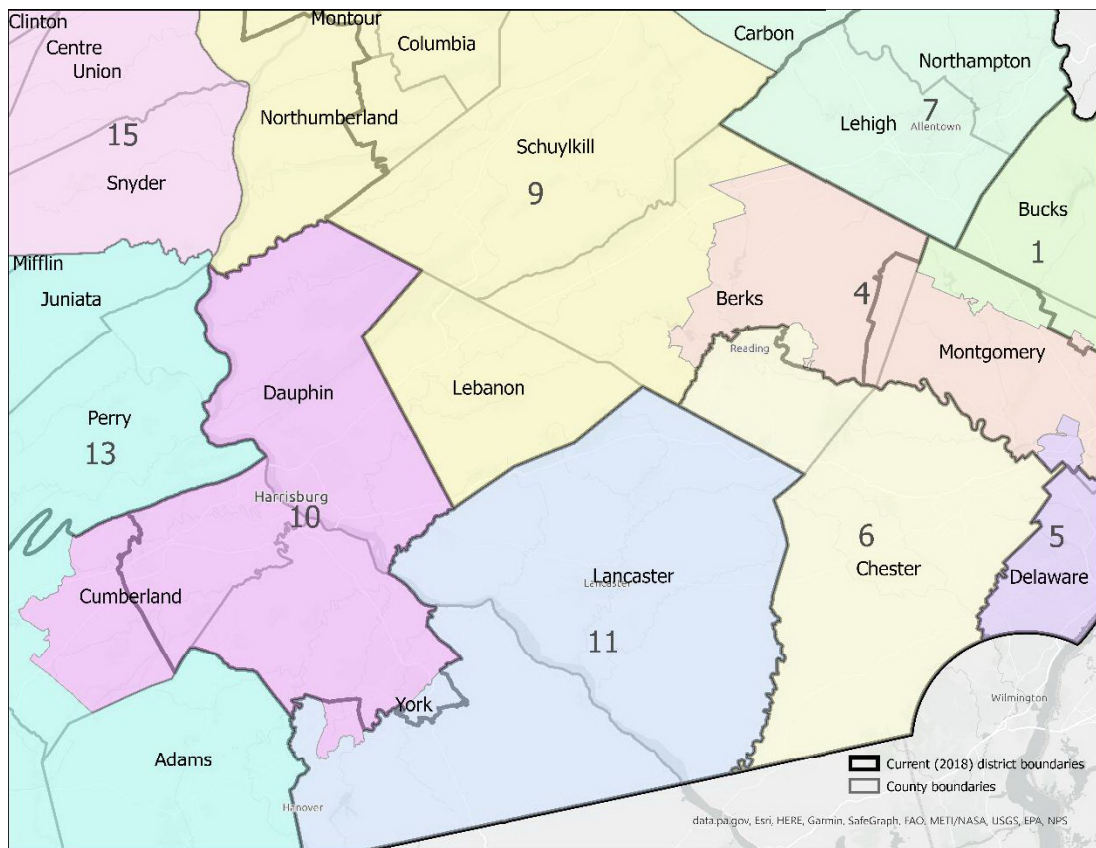 Clinton
Montour
Carbon
Centre
Columbia
Northampton
Union
Northumberland
7
Lehigh
Allentown
15
Schuylkill
Snyder
9
Bucks
1
Mifflin
Juniata
Berks
4
Reading
Montgomery
Dauphin
Lebanon
Perry
13
Harrisburg
10
6
5
Chester
Delaware
Lancaster
Lancaster
Cumberland
11
York
Wilmington
Adams
Hanover
Current (2018) district boundaries
County boundaries
data.pa.gov, Esri, HERE, Garmin, SafeGraph, FAO, METI/NASA, USGS, EPA, NPS